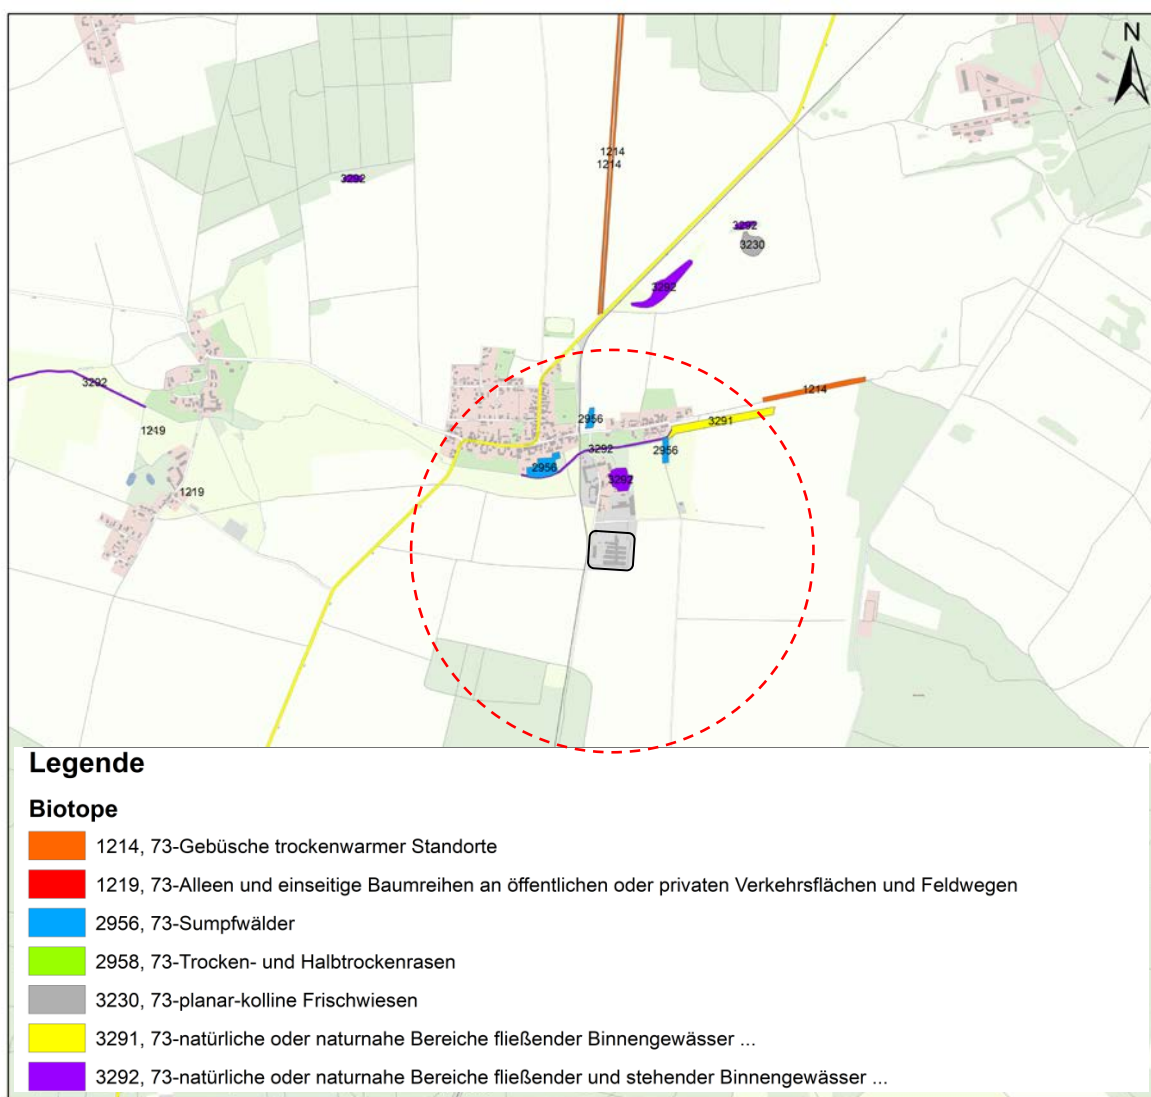 N
1214
1214
3292
3292
3230
3292
3292
1214
2956
3291
1219
3292
2956
2956
3292
1219
Legende
Biotope
1214, 73-Gebüsche trockenwarmer Standorte
1219, 73-Alleen und einseitige Baumreihen an öffentlichen oder privaten Verkehrsflächen und Feldwegen
2956, 73-Sumpfwälder
2958, 73-Trocken- und Halbtrockenrasen
3230, 73-planar-kolline Frischwiesen
3291, 73-natürliche oder naturnahe Bereiche fließender Binnengewässer ...
3292, 73-natürliche oder naturnahe Bereiche fließender und stehender Binnengewässer ...